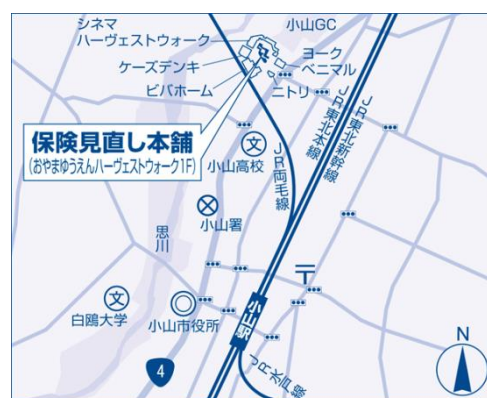 シネマ
ハーヴェストウォーク
ケーズデンキ
ビバホーム
小山GC
ヨーク
ベニマル
ニトリ
保険見直し本舗
(おやまゆうえんハーヴェストウォーク1F)
文
小山高校
JR両毛線
JR東北本線
JR東北新幹線
小山署
思川
〒
文
白鴎大学
小山市役所
小山駅
4
JR水戸線
N